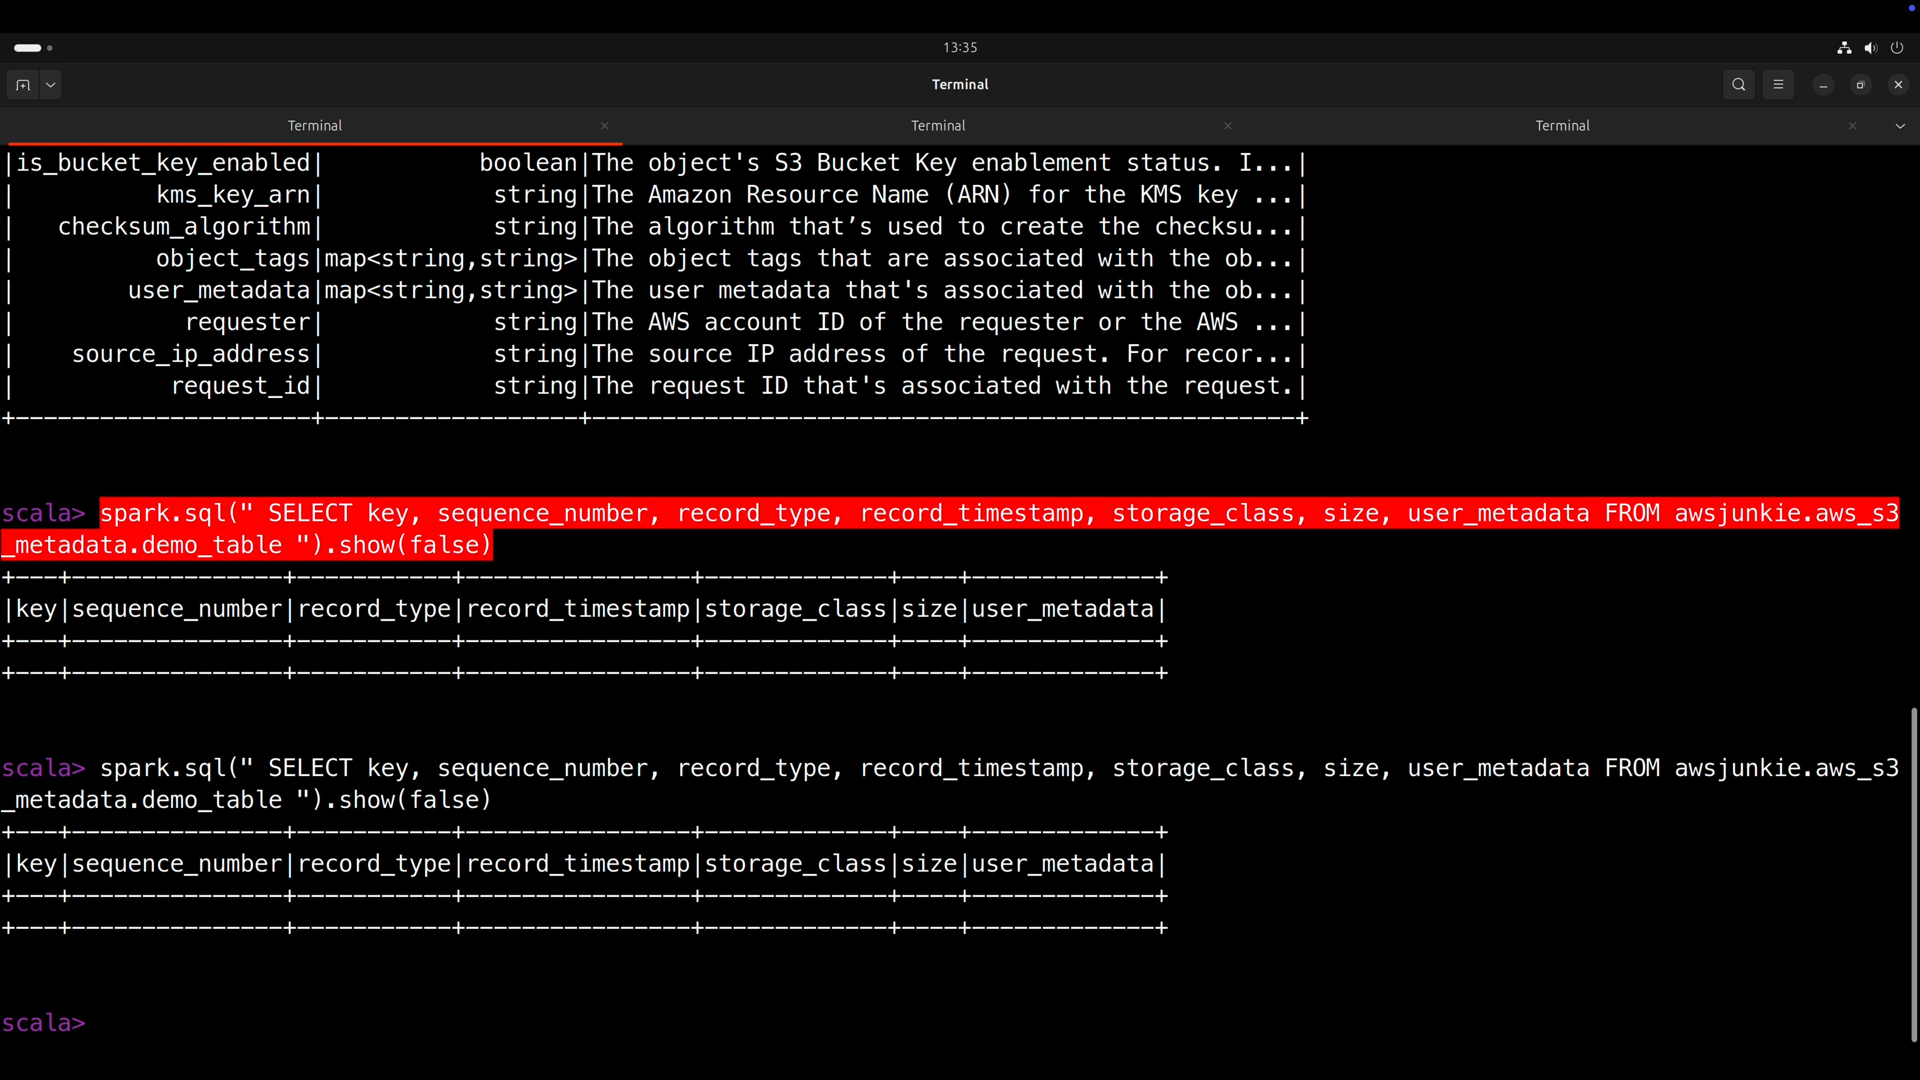 13:35
Terminal
Terminal Terminal Terminal
|is_bucket_key_enabled|           boolean|The object's S3 Bucket Key enablement status. I...|
|          kms_key_arn|            string|The Amazon Resource Name (ARN) for the KMS key ...|
|   checksum_algorithm|            string|The algorithm that’s used to create the checksu...|
|          object_tags|map<string,string>|The object tags that are associated with the ob...|
|        user_metadata|map<string,string>|The user metadata that's associated with the ob...|
|            requester|            string|The AWS account ID of the requester or the AWS ...|
|    source_ip_address|            string|The source IP address of the request. For recor...|
|           request_id|            string|The request ID that's associated with the request.|
+---------------------+------------------+--------------------------------------------------+
scala> spark.sql(" SELECT key, sequence_number, record_type, record_timestamp, storage_class, size, user_metadata FROM awsjunkie.aws_s3
_metadata.demo_table ").show(false)
+---+---------------+-----------+----------------+-------------+----+-------------+
|key|sequence_number|record_type|record_timestamp|storage_class|size|user_metadata|
+---+---------------+-----------+----------------+-------------+----+-------------+
+---+---------------+-----------+----------------+-------------+----+-------------+
scala> spark.sql(" SELECT key, sequence_number, record_type, record_timestamp, storage_class, size, user_metadata FROM awsjunkie.aws_s3
_metadata.demo_table ").show(false)
+---+---------------+-----------+----------------+-------------+----+-------------+
|key|sequence_number|record_type|record_timestamp|storage_class|size|user_metadata|
+---+---------------+-----------+----------------+-------------+----+-------------+
+---+---------------+-----------+----------------+-------------+----+-------------+
scala>